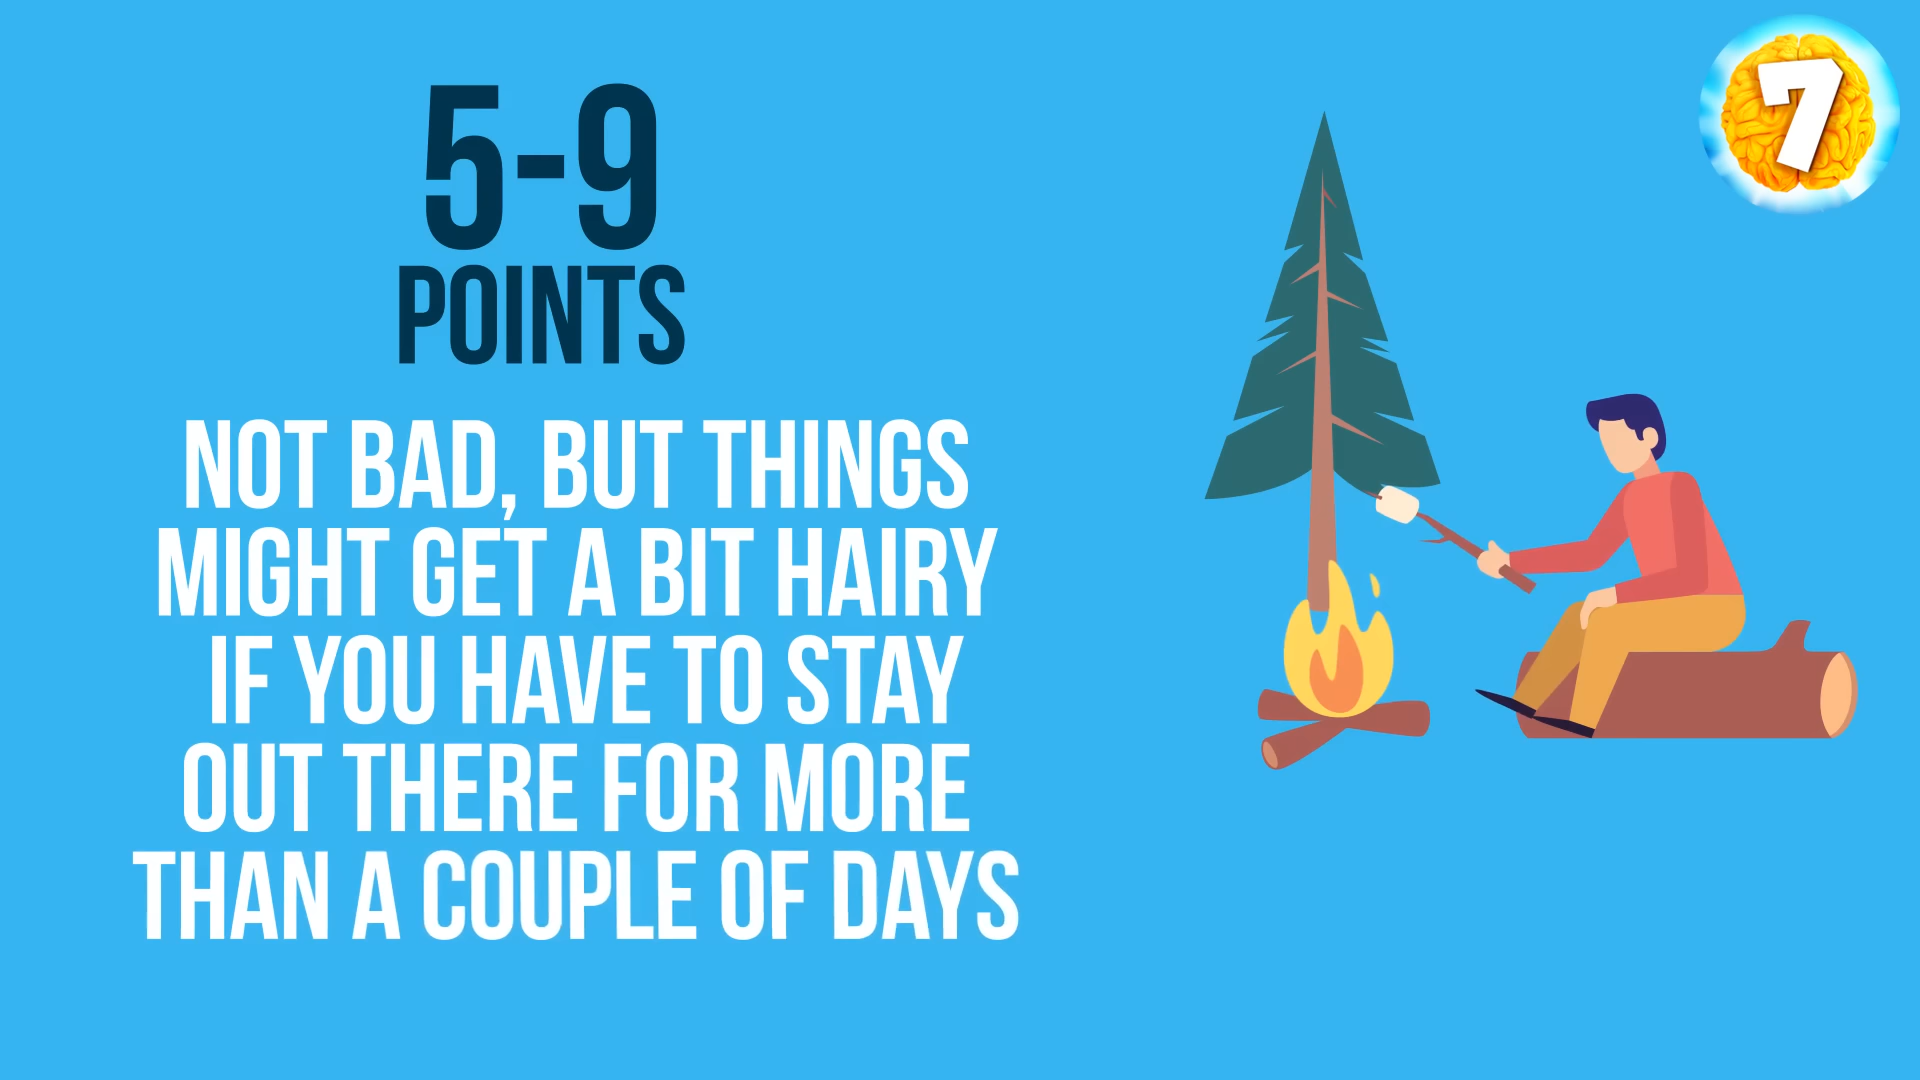 5-9
POINTS
NOT BAD, BUT THINGS
MIGHT GET A BIT HAIRY
IF YOU HAVE TO STAY
OUT THERE FOR MORE
THAN A COUPLE OF DAYS
7